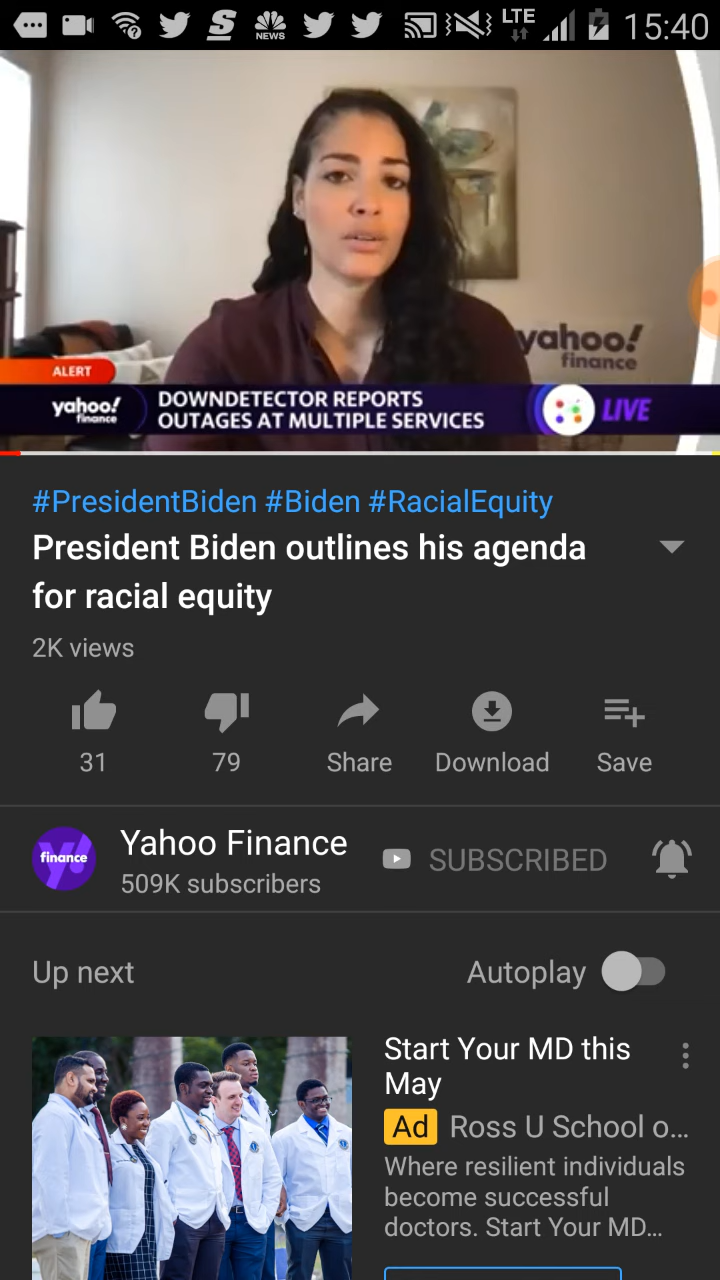 NEWS
LTE
15:40
yahoo!
finance
ALERT
yahoo!
finance
DOWNDETECTOR REPORTS
OUTAGES AT MULTIPLE SERVICES
LIVE
#PresidentBiden #Biden #RacialEquity
President Biden outlines his agenda
for racial equity
2K views
31
79
Share
Download
Save
finance
Yahoo Finance
SUBSCRIBED
509K subscribers
Up next
Autoplay
Start Your MD this
May
Ad Ross U School o...
Where resilient individuals
become successful
doctors. Start Your MD...